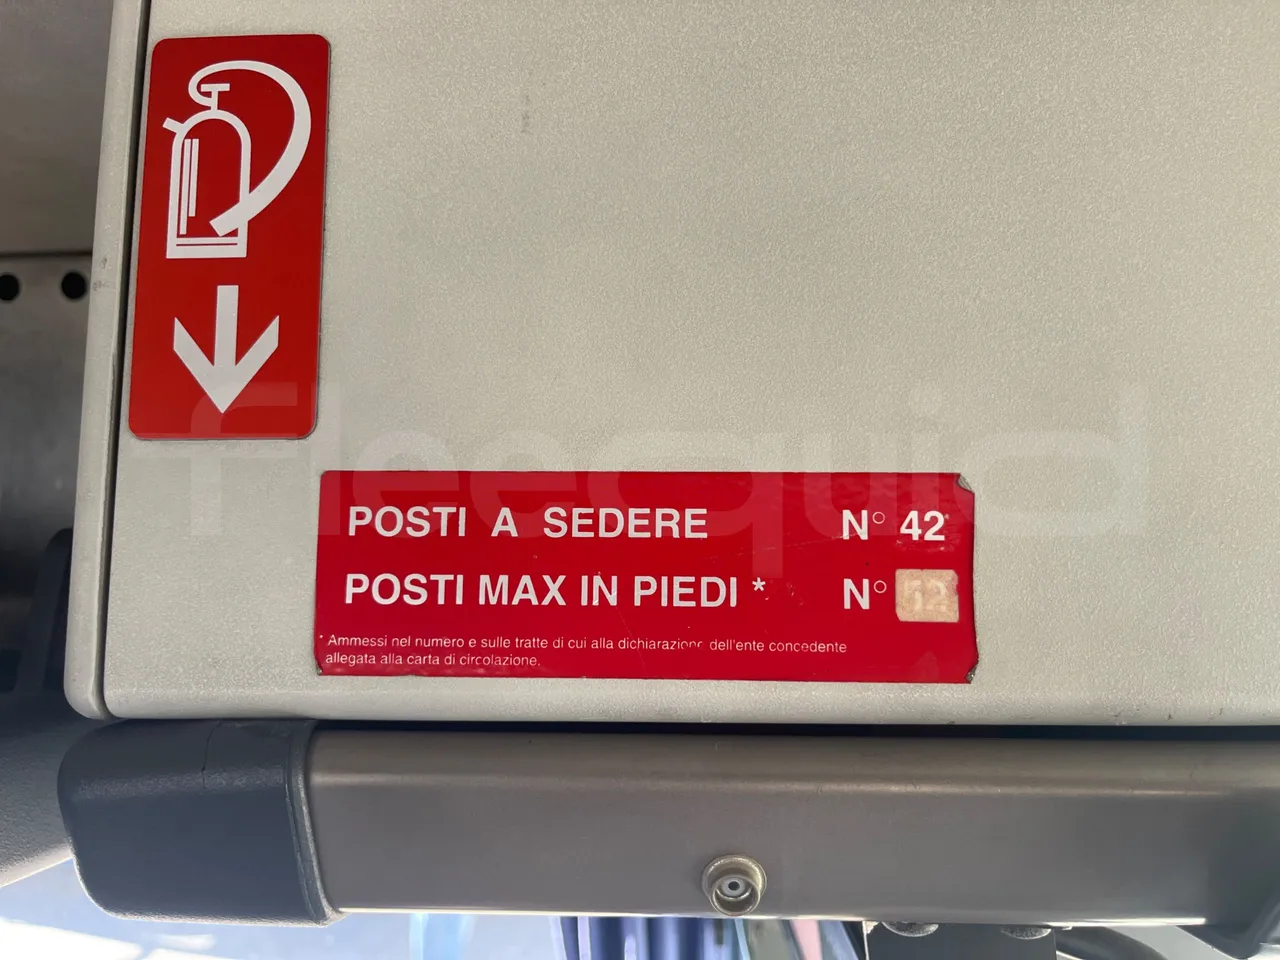 POSTI A SEDERE N° 42
POSTI MAX IN PIEDI * N°
* Ammessi nel numero e sulle tratte di cui alla dichiarazione dell'ente concedente
allegata alla carta di circolazione.
fleequid